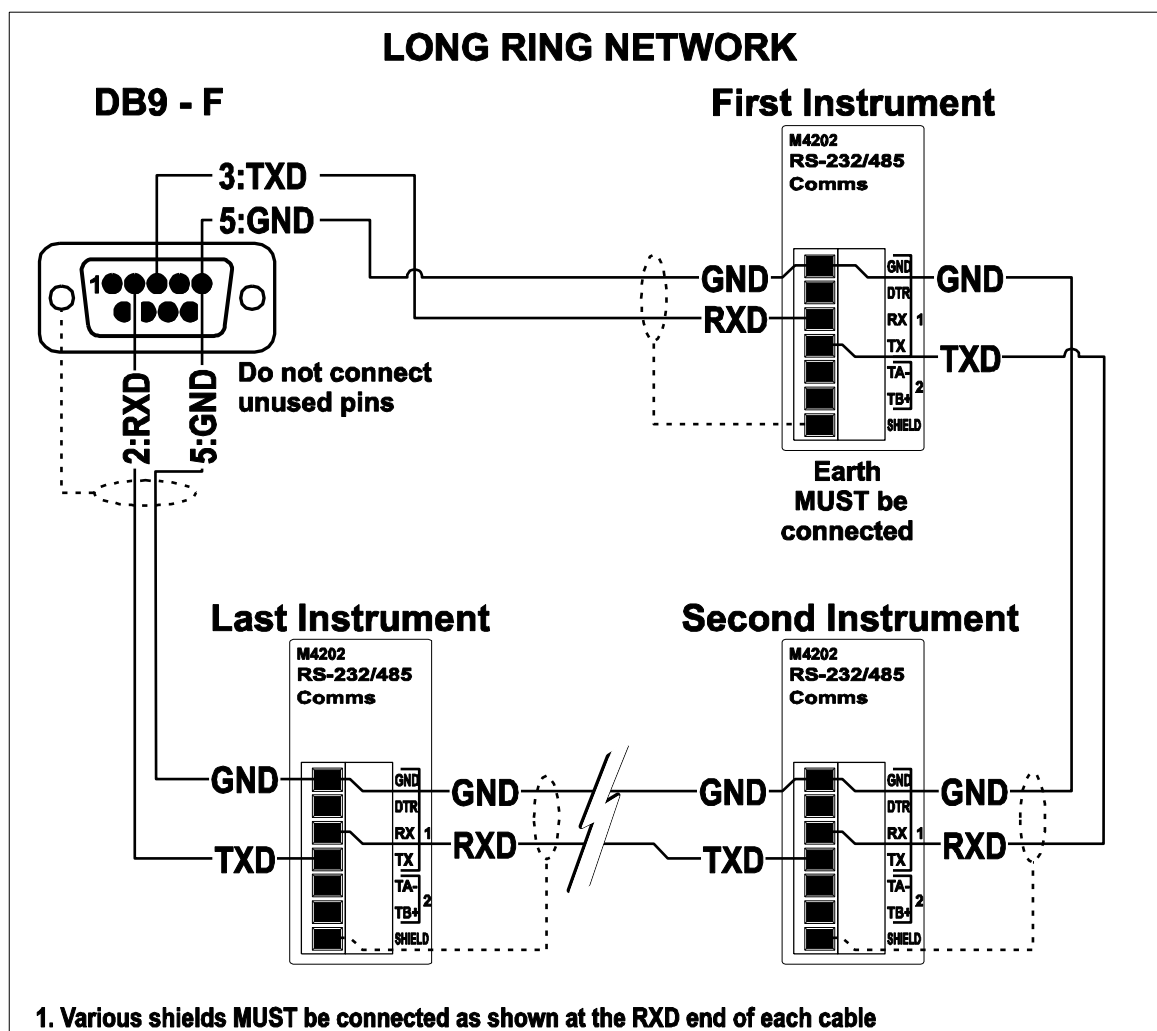 LONG RING NETWORK
DB9 - F
First Instrument
M4202
RS-232/485
Comms
3:TXD
5:GND
1
GND
RXD
GND
DTR
RX 1
TX
TA-
TB+ 2
SHIELD
GND
TXD
Do not connect
unused pins
2:RXD
5:GND
Earth
MUST be
connected
Last Instrument
M4202
RS-232/485
Comms
GND
TXD
GND
DTR
RX 1
TX
TA-
TB+ 2
SHIELD
GND
RXD
Second Instrument
M4202
RS-232/485
Comms
GND
TXD
GND
DTR
RX 1
TX
TA-
TB+ 2
SHIELD
GND
RXD
1. Various shields MUST be connected as shown at the RXD end of each cable